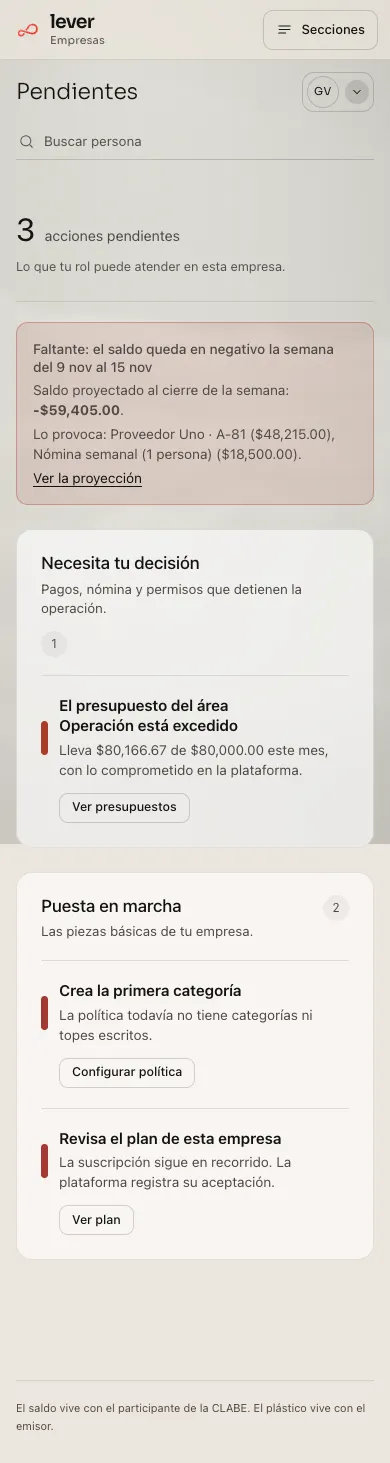 lever
Empresas
Secciones
Pendientes
GV
Buscar persona
3 acciones pendientes
Lo que tu rol puede atender en esta empresa.
Faltante: el saldo queda en negativo la semana
del 9 nov al 15 nov
Saldo proyectado al cierre de la semana:
-$59,405.00.
Lo provoca: Proveedor Uno · A-81 ($48,215.00),
Nómina semanal (1 persona) ($18,500.00).
Ver la proyección
Necesita tu decisión
Pagos, nómina y permisos que detienen la
operación.
1
El presupuesto del área
Operación está excedido
Lleva $80,166.67 de $80,000.00 este mes,
con lo comprometido en la plataforma.
Ver presupuestos
Puesta en marcha
2
Las piezas básicas de tu empresa.
Crea la primera categoría
La política todavía no tiene categorías ni
topes escritos.
Configurar política
Revisa el plan de esta empresa
La suscripción sigue en recorrido. La
plataforma registra su aceptación.
Ver plan
El saldo vive con el participante de la CLABE. El plástico vive con el
emisor.